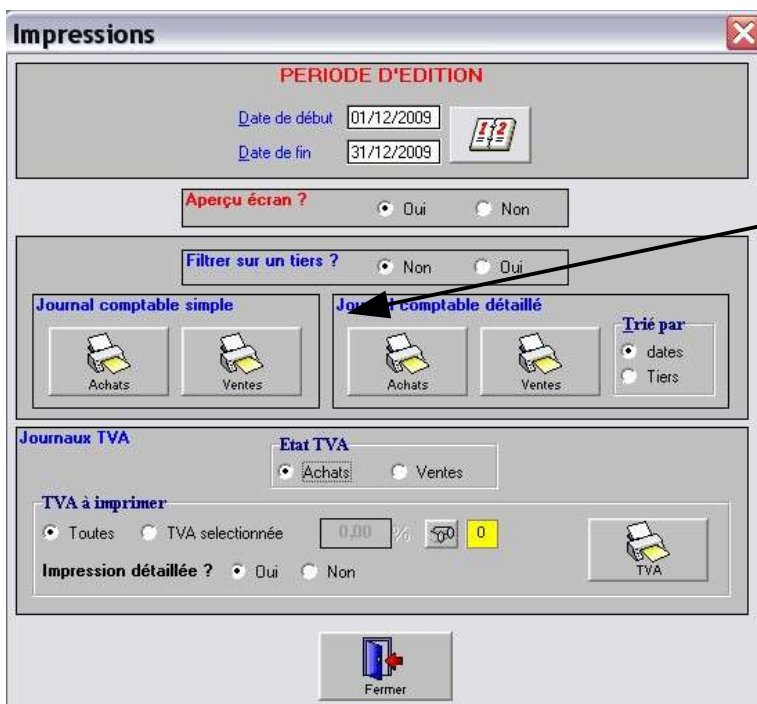 Impressions
PERIODE D'EDITION
Date de début 01/12/2009
Date de fin 31/12/2009
Aperçu écran ? Oui Non
Filtrer sur un tiers ? Non Oui
Journal comptable simple
Achats Ventes
Journal comptable détaillé
Achats Ventes
Trié par
dates
Tiers
Journaux TVA
Etat TVA
Achats Ventes
TVA à imprimer
Toutes TVA selectionnée 0,00 % 0
Impression détaillée ? Oui Non
TVA
Fermer